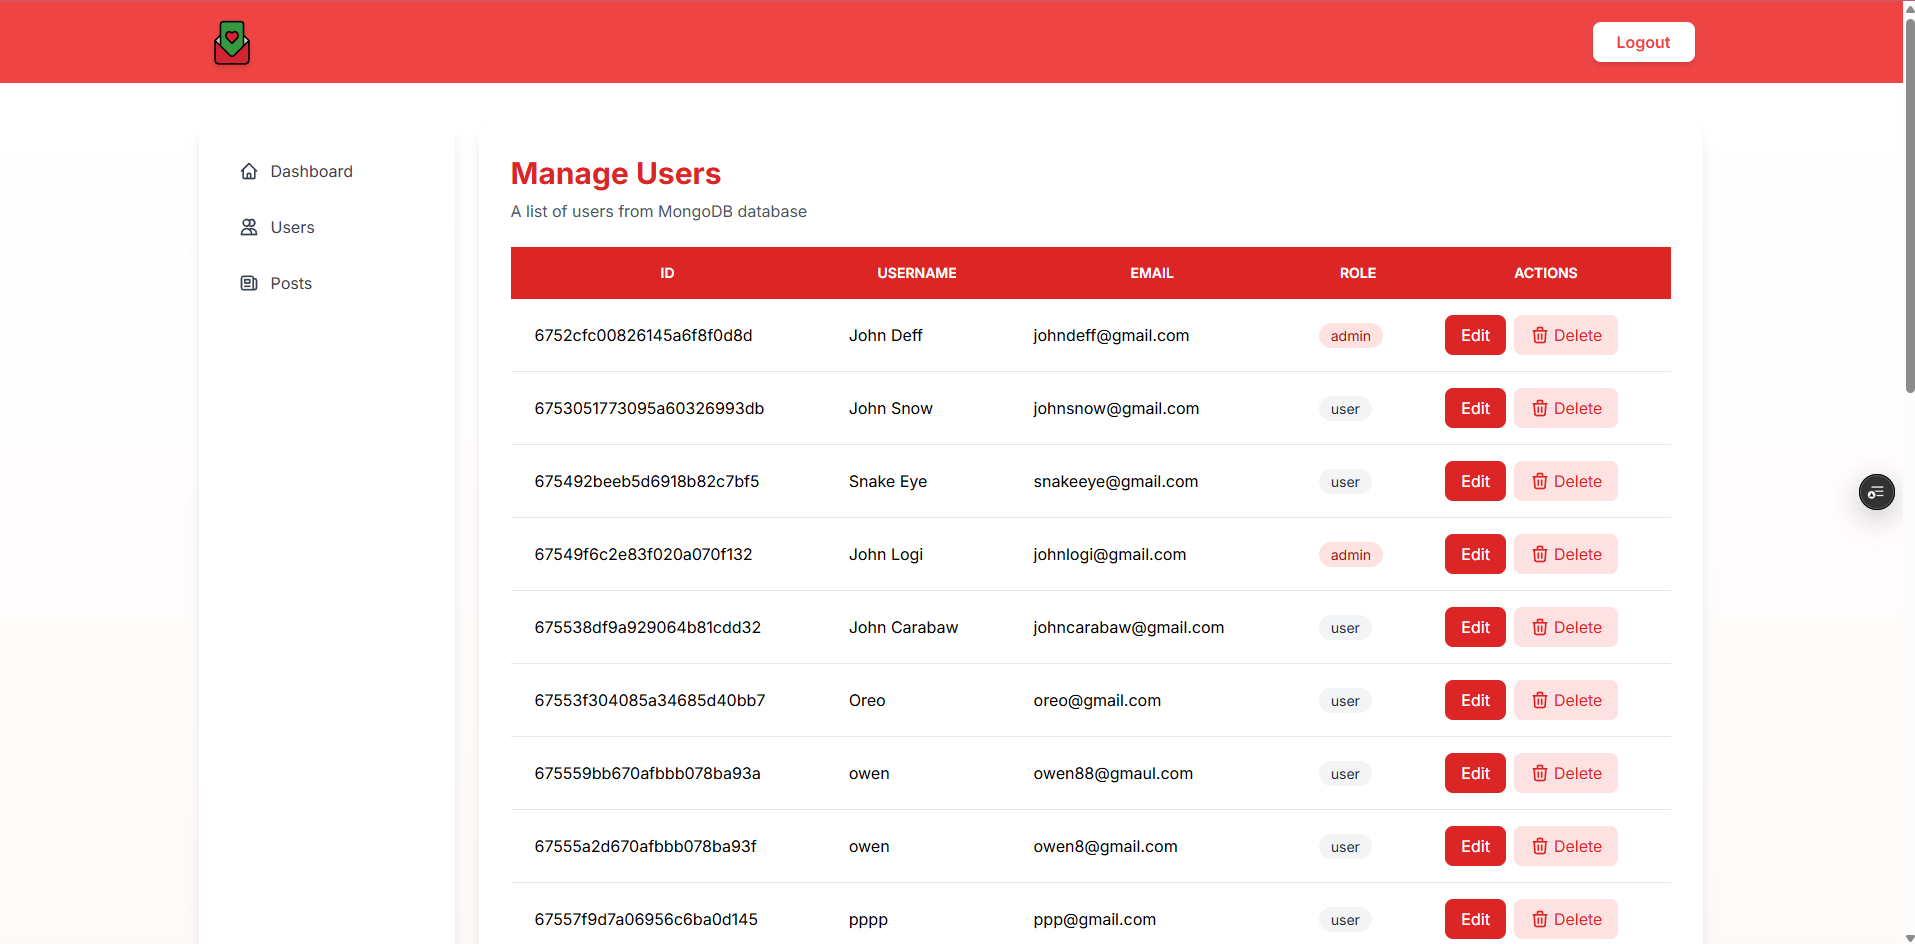 Logout
Dashboard
Users
Posts
Manage Users
A list of users from MongoDB database
ID USERNAME EMAIL ROLE ACTIONS
6752cfc00826145a6f8f0d8d John Deff johndeff@gmail.com admin Edit Delete
6753051773095a60326993db John Snow johnsnow@gmail.com user Edit Delete
675492beeb5d6918b82c7bf5 Snake Eye snakeeye@gmail.com user Edit Delete
67549f6c2e83f020a070f132 John Logi johnlogi@gmail.com admin Edit Delete
675538df9a929064b81cdd32 John Carabaw johncarabaw@gmail.com user Edit Delete
67553f304085a34685d40bb7 Oreo oreo@gmail.com user Edit Delete
675559bb670afbbb078ba93a owen owen88@gmaul.com user Edit Delete
67555a2d670afbbb078ba93f owen owen8@gmail.com user Edit Delete
67557f9d7a06956c6ba0d145 pppp ppp@gmail.com user Edit Delete